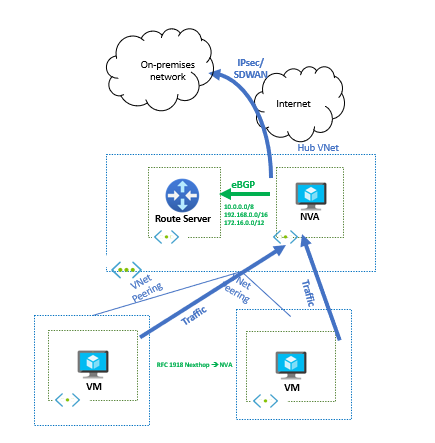 On-premises
network
IPsec/
SDWAN
Internet
Hub VNet
eBGP
Route Server
10.0.0.0/8
192.168.0.0/16
172.16.0.0/12
NVA
VNet
Peering
VNet
Peering
Traffic
Traffic
VM
RFC 1918 Nexthop → NVA
VM